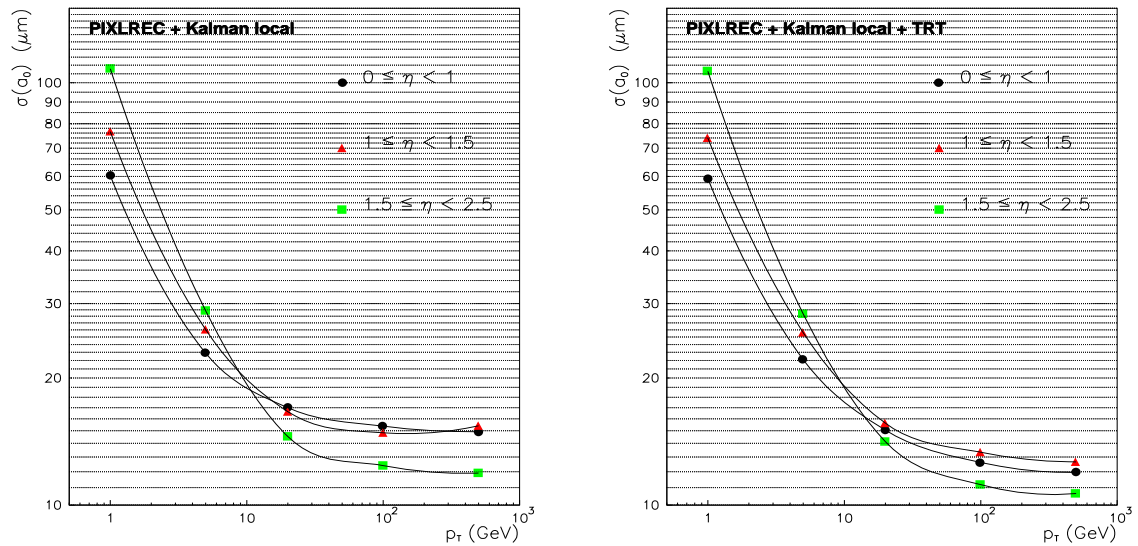 PIXLREC + Kalman local
σ(a₀) (μm)
0 ≤ η < 1
1 ≤ η < 1.5
1.5 ≤ η < 2.5
100
90
80
70
60
50
40
30
20
10
1 10 10² 10³
pT (GeV)
PIXLREC + Kalman local + TRT
σ(a₀) (μm)
0 ≤ η < 1
1 ≤ η < 1.5
1.5 ≤ η < 2.5
100
90
80
70
60
50
40
30
20
10
1 10 10² 10³
pT (GeV)